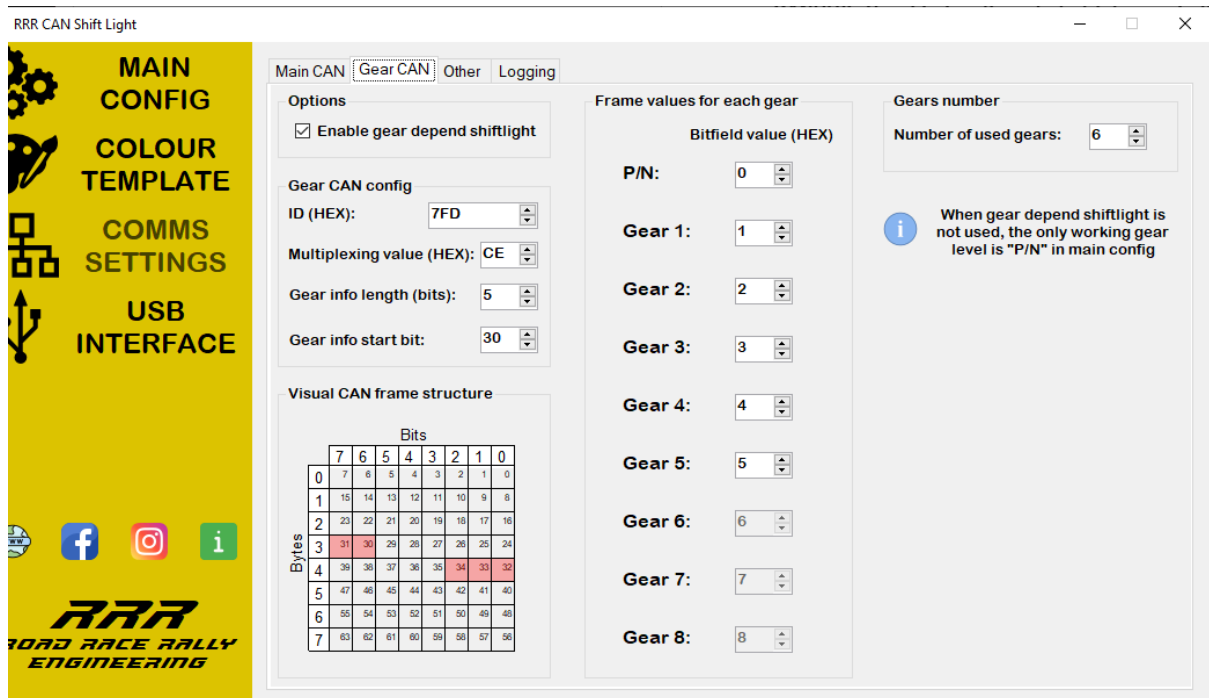 RRR CAN Shift Light
MAIN
CONFIG
COLOUR
TEMPLATE
COMMS
SETTINGS
USB
INTERFACE
www
i
RRR
ROAD RACE RALLY
ENGINEERING
Main CAN Gear CAN Other Logging
Options
Enable gear depend shiftlight
Gear CAN config
ID (HEX): 7FD
Multiplexing value (HEX): CE
Gear info length (bits): 5
Gear info start bit: 30
Visual CAN frame structure
Bits
7 6 5 4 3 2 1 0
Bytes
0 7 6 5 4 3 2 1 0
1 15 14 13 12 11 10 9 8
2 23 22 21 20 19 18 17 16
3 31 30 29 28 27 26 25 24
4 39 38 37 36 35 34 33 32
5 47 46 45 44 43 42 41 40
6 55 54 53 52 51 50 49 48
7 63 62 61 60 59 58 57 56
Frame values for each gear
Bitfield value (HEX)
P/N: 0
Gear 1: 1
Gear 2: 2
Gear 3: 3
Gear 4: 4
Gear 5: 5
Gear 6: 6
Gear 7: 7
Gear 8: 8
Gears number
Number of used gears: 6
i
When gear depend shiftlight is
not used, the only working gear
level is "P/N" in main config